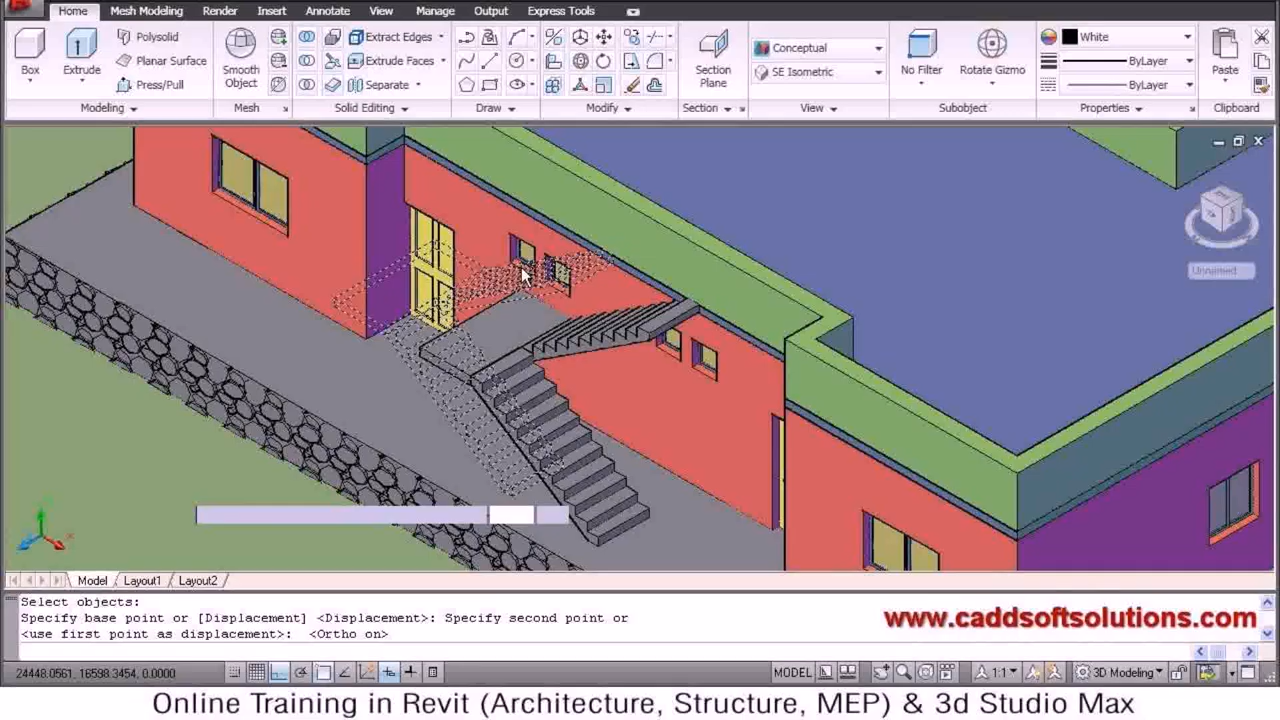 Home Mesh Modeling Render Insert Annotate View Manage Output Express Tools
Polysolid
Planar Surface
Press/Pull
Box
Extrude
Smooth
Object
Extract Edges
Extrude Faces
Separate
Section
Plane
Conceptual
SE Isometric
No Filter
Rotate Gizmo
White
ByLayer
ByLayer
Paste
Modeling
Mesh
Solid Editing
Draw
Modify
Section
View
Subobject
Properties
Clipboard
Unnamed
Model Layout1 Layout2
Select objects:
Specify base point or [Displacement] <Displacement>: Specify second point or
<use first point as displacement>: <Ortho on>
www.caddsoftsolutions.com
24448.0561, 16598.3454, 0.0000
MODEL
1:1
3D Modeling
Online Training in Revit (Architecture, Structure, MEP) & 3d Studio Max